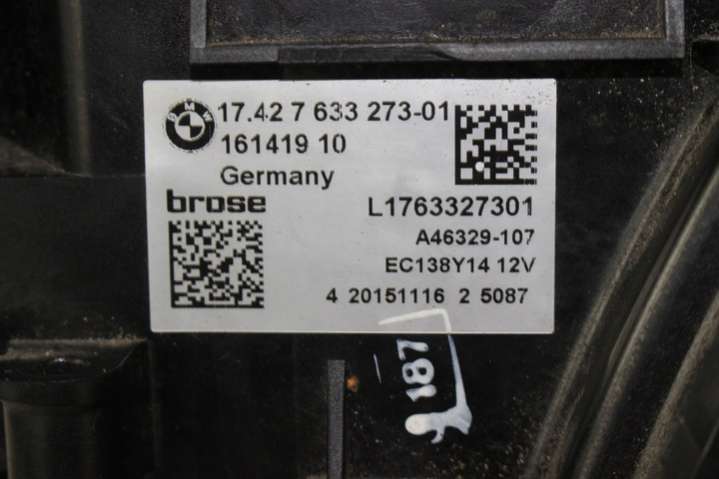 BMW 17.42 7 633 273-01
161419 10
Germany
brose L1763327301
A46329-107
EC138Y14 12V
4 20151116 2 5087
187